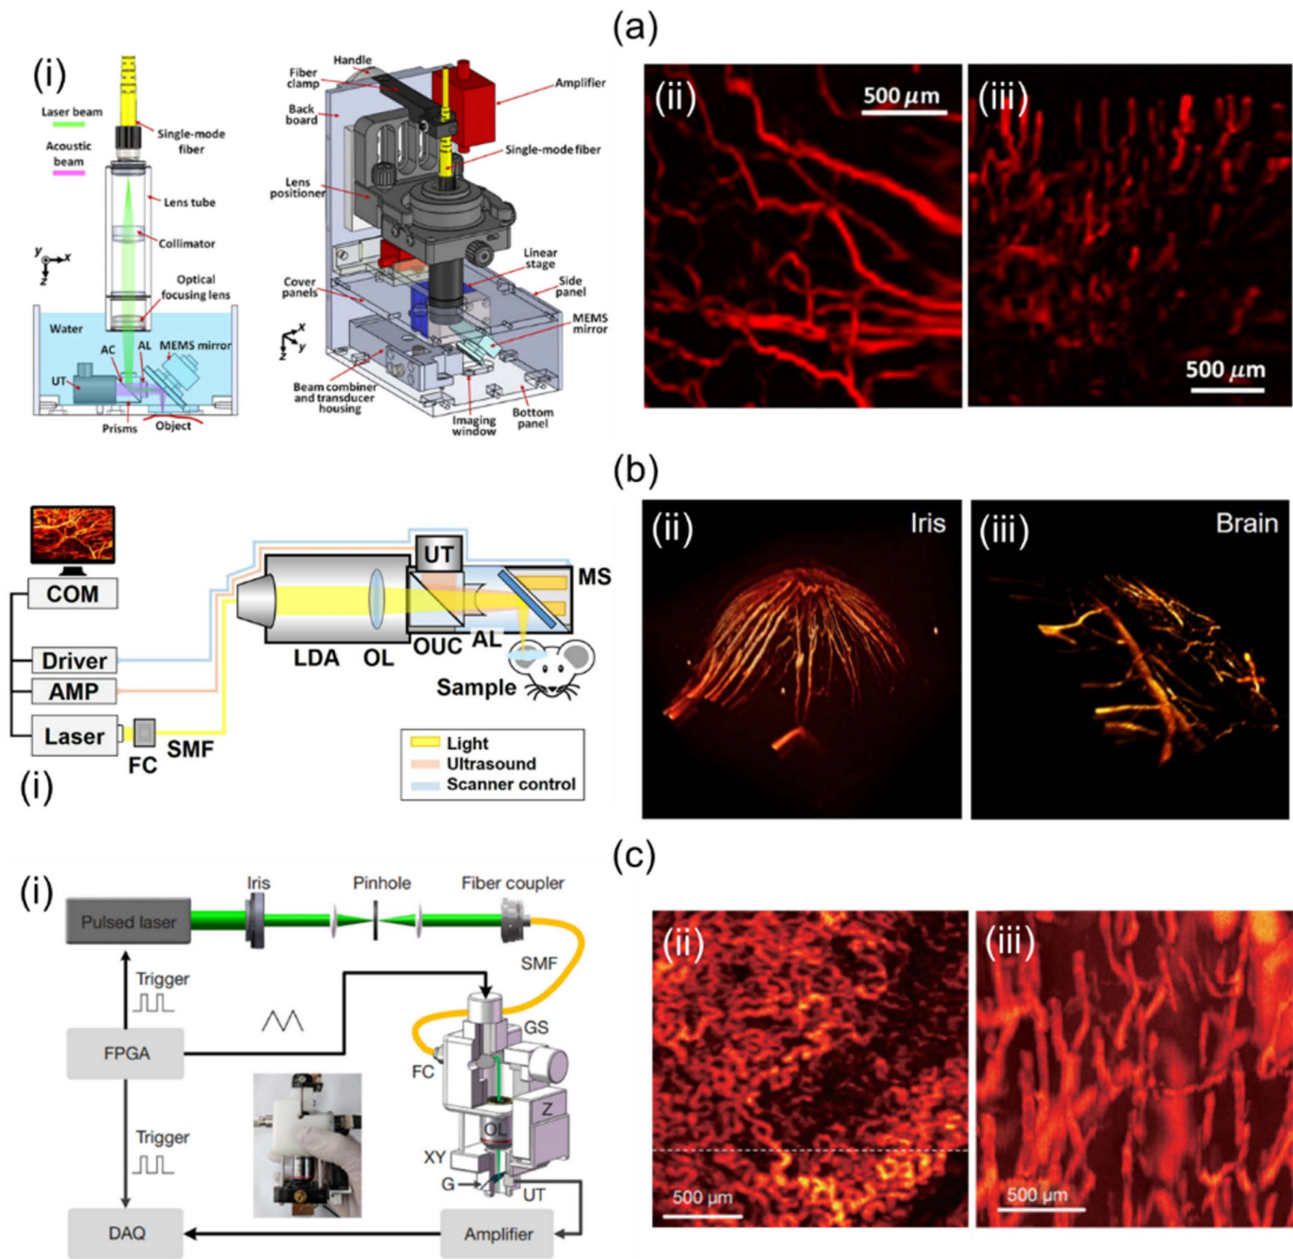 (a)
(i)
Laser beam
Single-mode
fiber
Acoustic
beam
Lens tube
Collimator
y
x
z
Optical
focusing lens
Water
AC
AL
MEMS mirror
UT
Prisms
Object
Handle
Fiber
clamp
Back
board
Amplifier
Single-mode fiber
Lens
positioner
Linear
stage
Side
panel
Cover
panels
MEMS
mirror
x
y
z
Beam combiner
and transducer
housing
Imaging
window
Bottom
panel
(ii)
500 μm
(iii)
500 μm
(b)
COM
Driver
AMP
Laser
FC
SMF
LDA
OL
OUC
AL
UT
MS
Sample
Light
Ultrasound
Scanner control
(i)
(ii)
Iris
(iii)
Brain
(c)
(i)
Iris
Pinhole
Fiber coupler
Pulsed laser
SMF
Trigger
FPGA
GS
FC
Z
OL
XY
G
UT
Trigger
DAQ
Amplifier
(ii)
500 μm
(iii)
500 μm